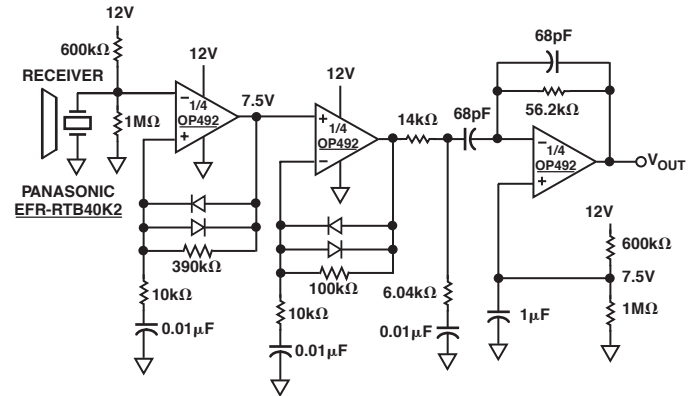 12V
600kΩ
RECEIVER
1MΩ
PANASONIC
EFR-RTB40K2
12V
−
1/4
OP492
+
7.5V
390kΩ
10kΩ
0.01μF
12V
+
1/4
OP492
−
100kΩ
10kΩ
0.01μF
14kΩ
6.04kΩ
0.01μF
68pF
68pF
56.2kΩ
−
1/4
OP492
+
VOUT
12V
600kΩ
7.5V
1μF
1MΩ